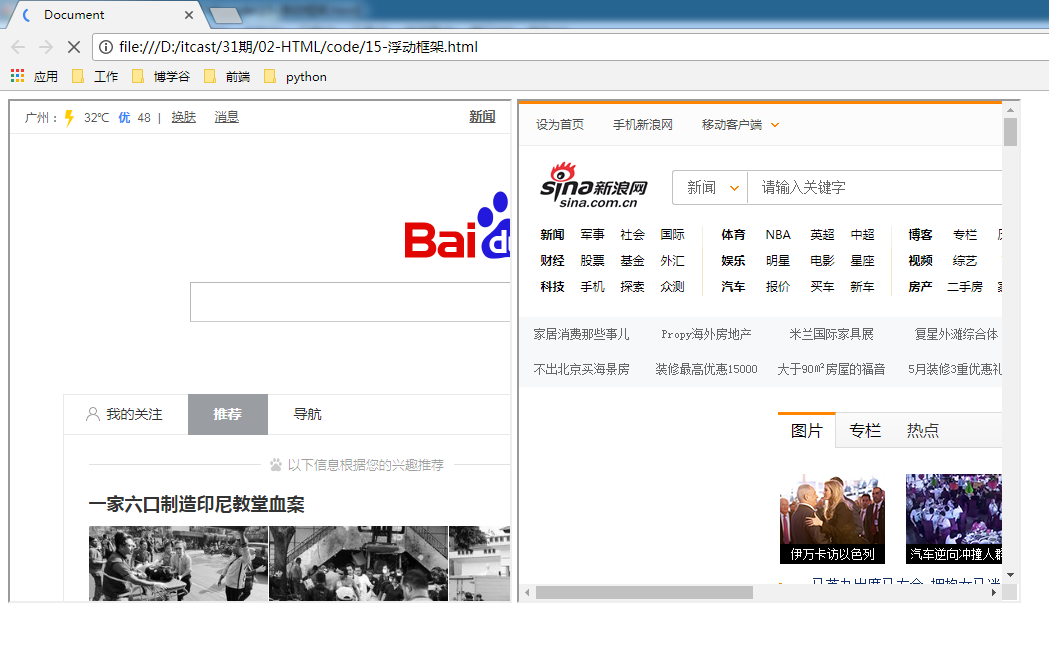 Document
file:///D:/itcast/31期/02-HTML/code/15-浮动框架.html
应用 工作 博学谷 前端 python
广州： 32℃ 优 48 | 换肤 消息 新闻
Bai du
我的关注 推荐 导航
以下信息根据您的兴趣推荐
一家六口制造印尼教堂血案
设为首页 手机新浪网 移动客户端
sina新浪网
sina.com.cn
新闻 请输入关键字
新闻 军事 社会 国际 体育 NBA 英超 中超 博客 专栏
财经 股票 基金 外汇 娱乐 明星 电影 星座 视频 综艺
科技 手机 探索 众测 汽车 报价 买车 新车 房产 二手房
家居消费那些事儿 Propy海外房地产 米兰国际家具展 复星外滩综合体
不出北京买海景房 装修最高优惠15000 大于90㎡房屋的福音 5月装修3重优惠礼
图片 专栏 热点
伊万卡访以色列 汽车逆向冲撞人群